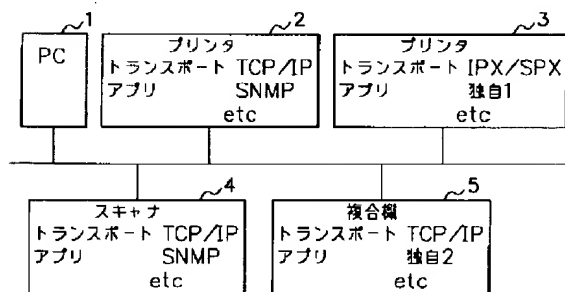 1
PC
2
プリンタ
トランスポート TCP/IP
アプリ SNMP
etc
3
プリンタ
トランスポート IPX/SPX
アプリ 独自1
etc
4
スキャナ
トランスポート TCP/IP
アプリ SNMP
etc
5
複合機
トランスポート TCP/IP
アプリ 独自2
etc